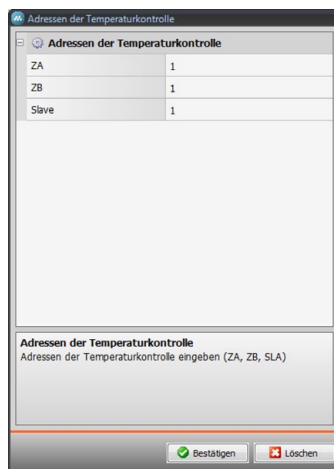 Adressen der Temperaturkontrolle
Adressen der Temperaturkontrolle
ZA 1
ZB 1
Slave 1
Adressen der Temperaturkontrolle
Adressen der Temperaturkontrolle eingeben (ZA, ZB, SLA)
Bestätigen Löschen